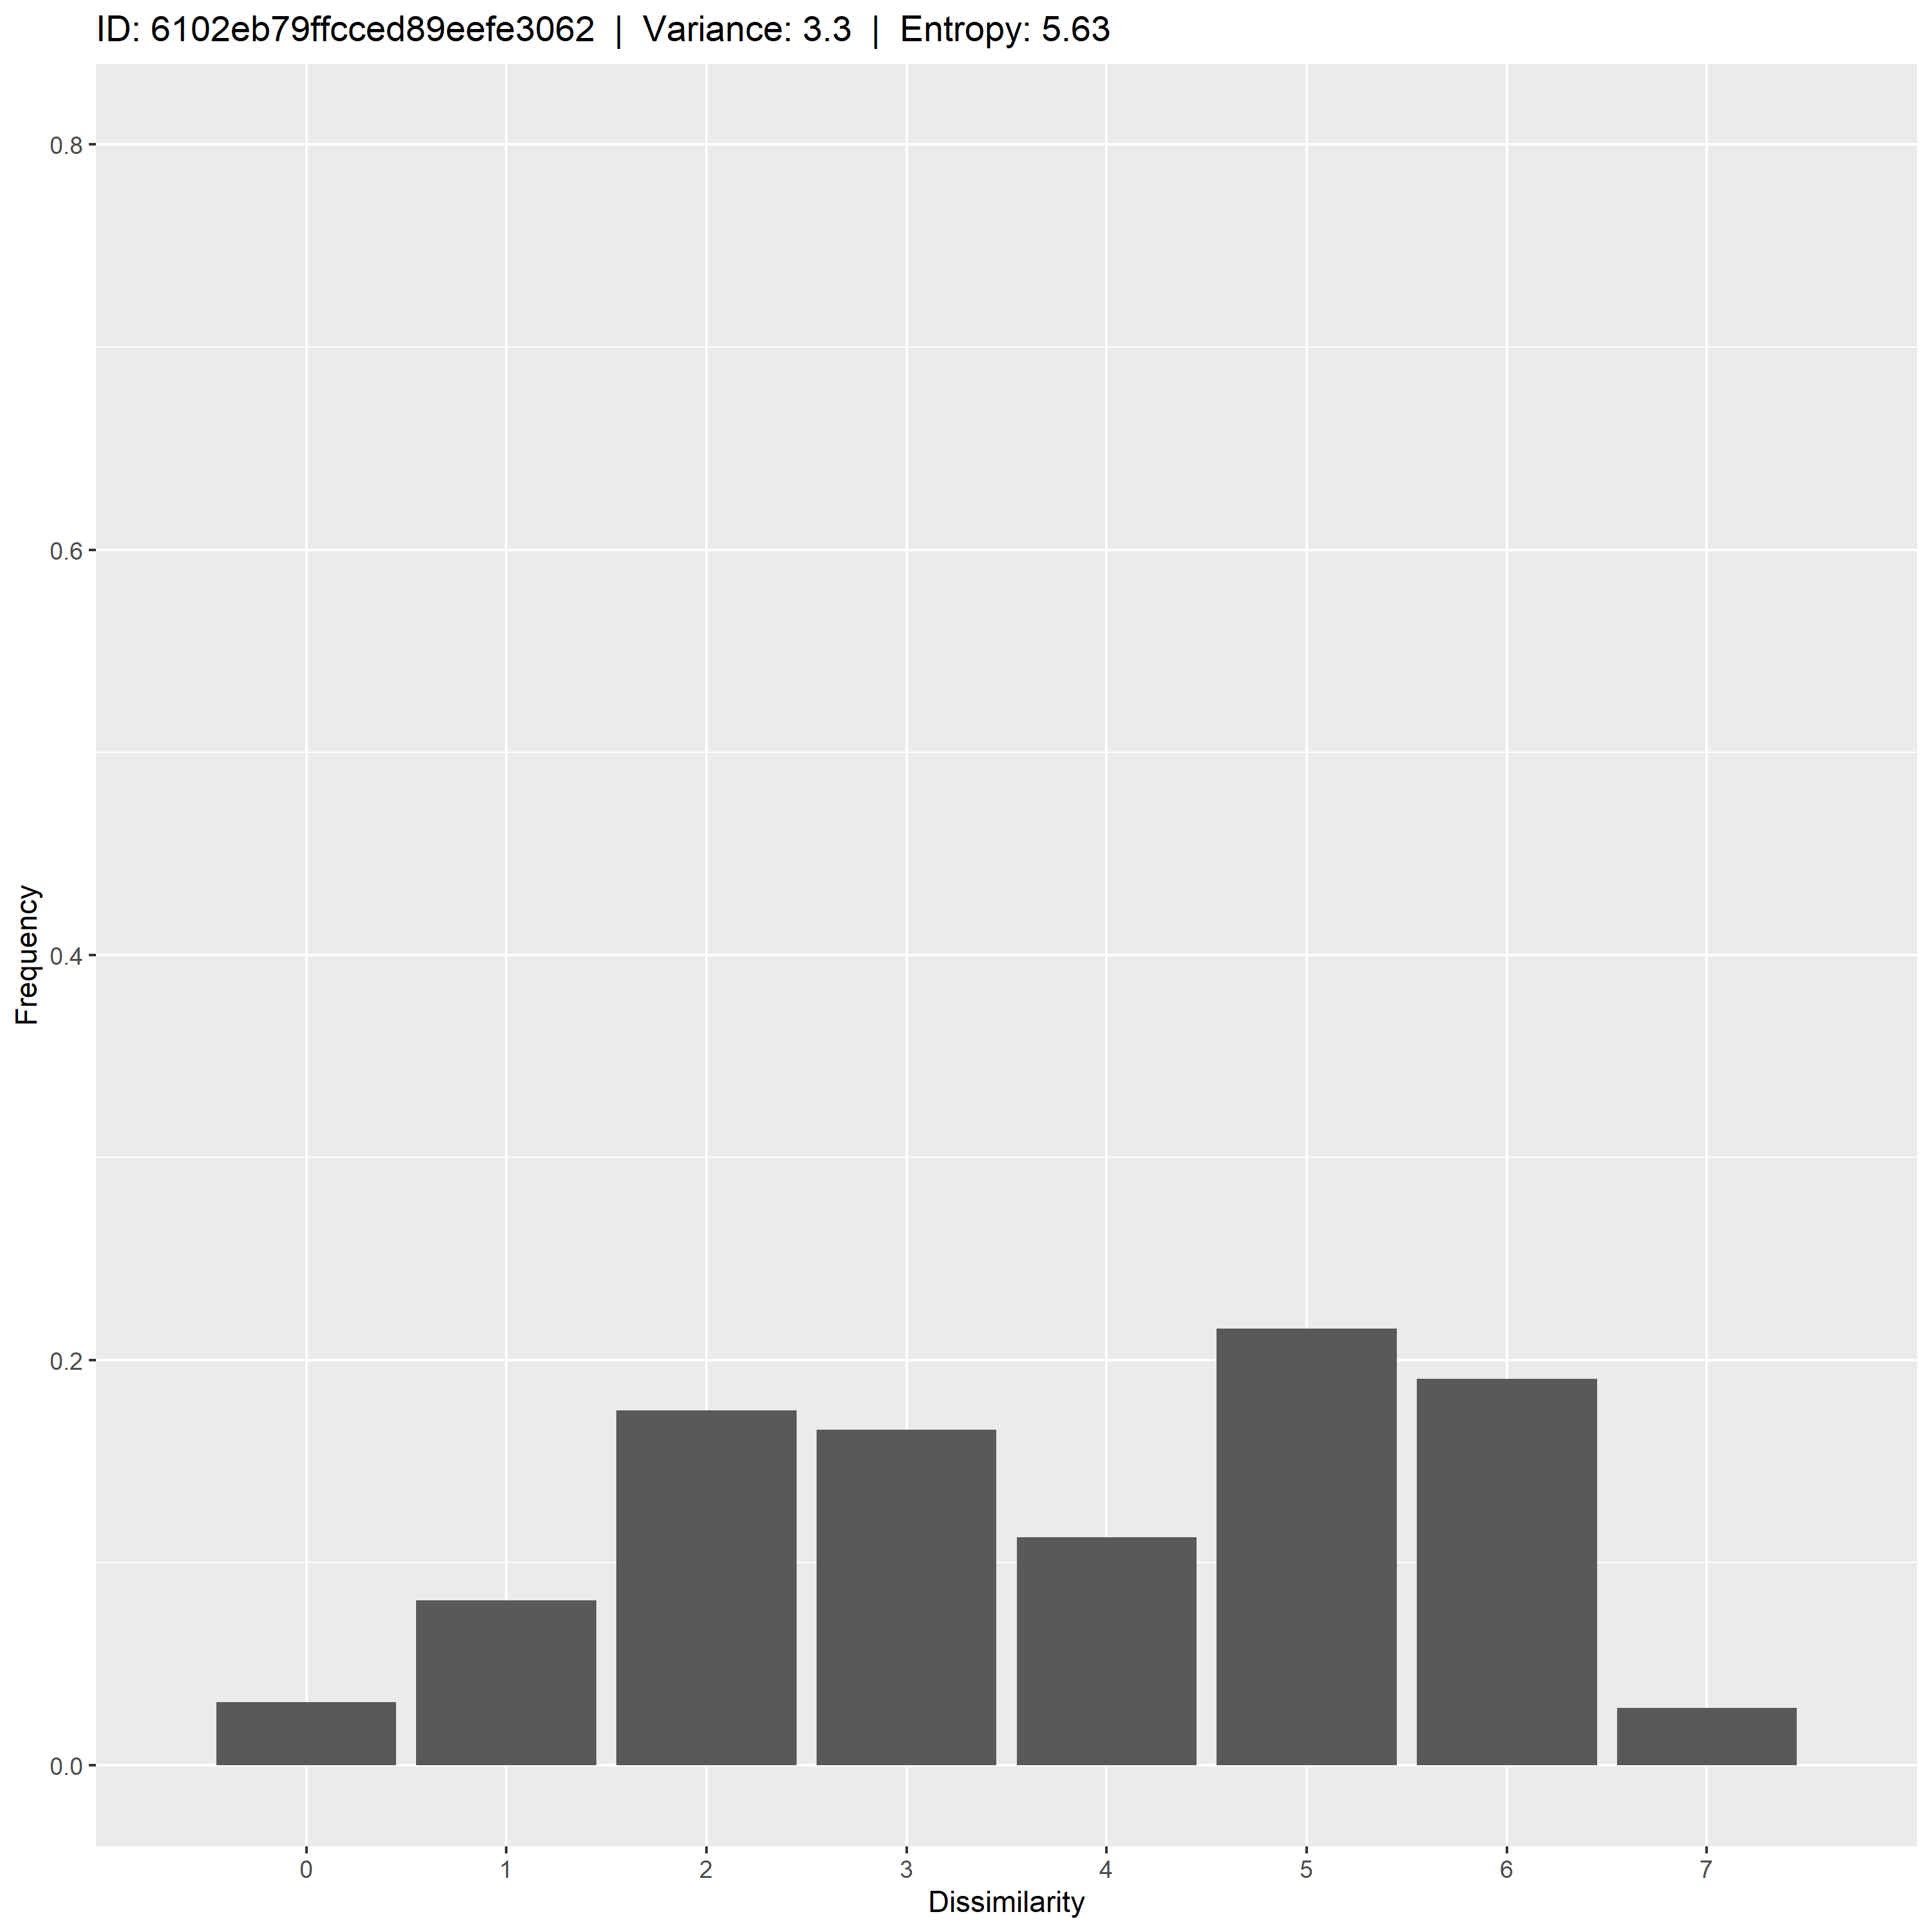 ID: 6102eb79ffcced89eefe3062 | Variance: 3.3 | Entropy: 5.63
0.8
0.6
0.4
0.2
0.0
Frequency
0 1 2 3 4 5 6 7
Dissimilarity